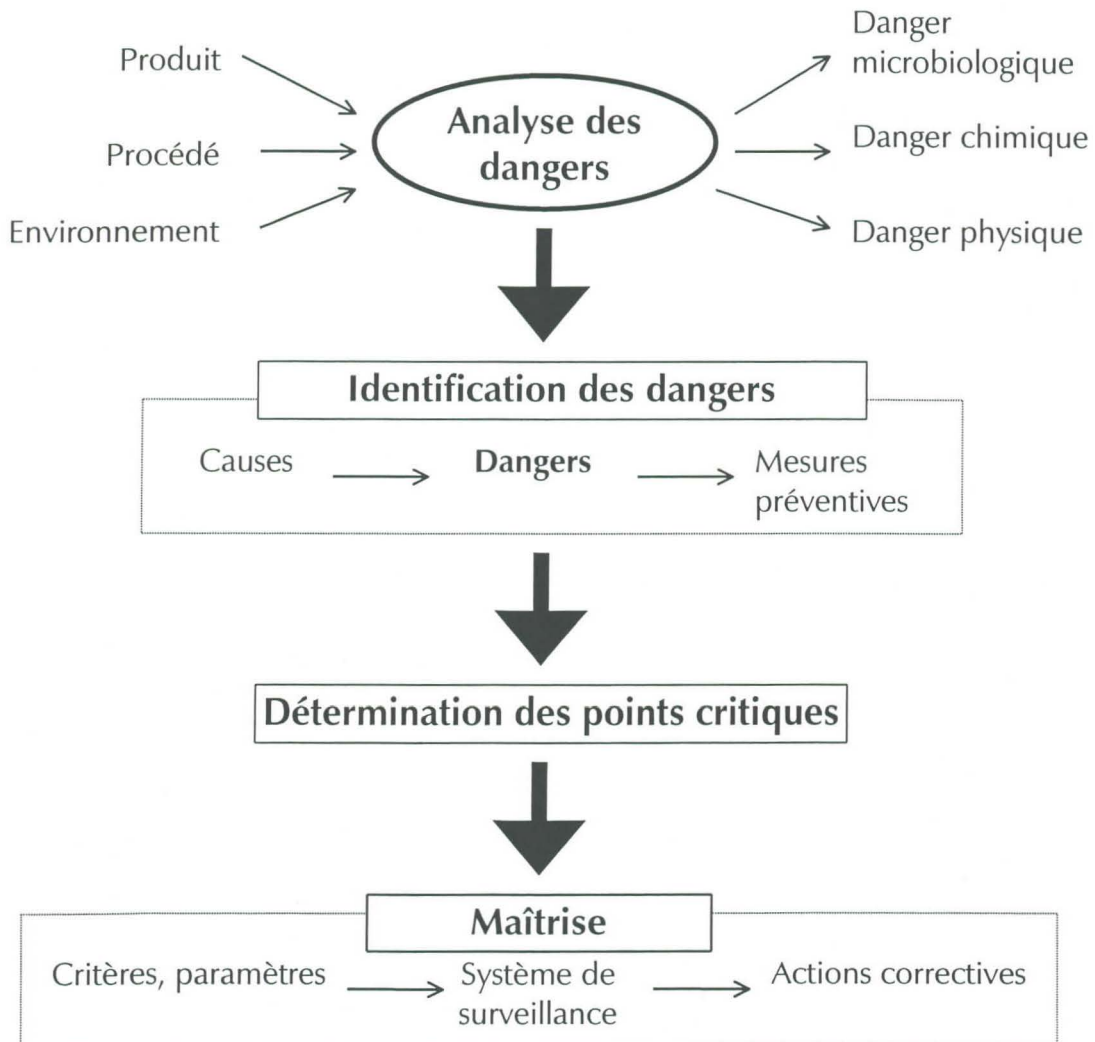 Produit
Procédé
Environnement
Analyse des
dangers
Danger
microbiologique
Danger chimique
Danger physique
Identification des dangers
Causes
Dangers
Mesures
préventives
Détermination des points critiques
Maîtrise
Critères, paramètres
Système de
surveillance
Actions correctives